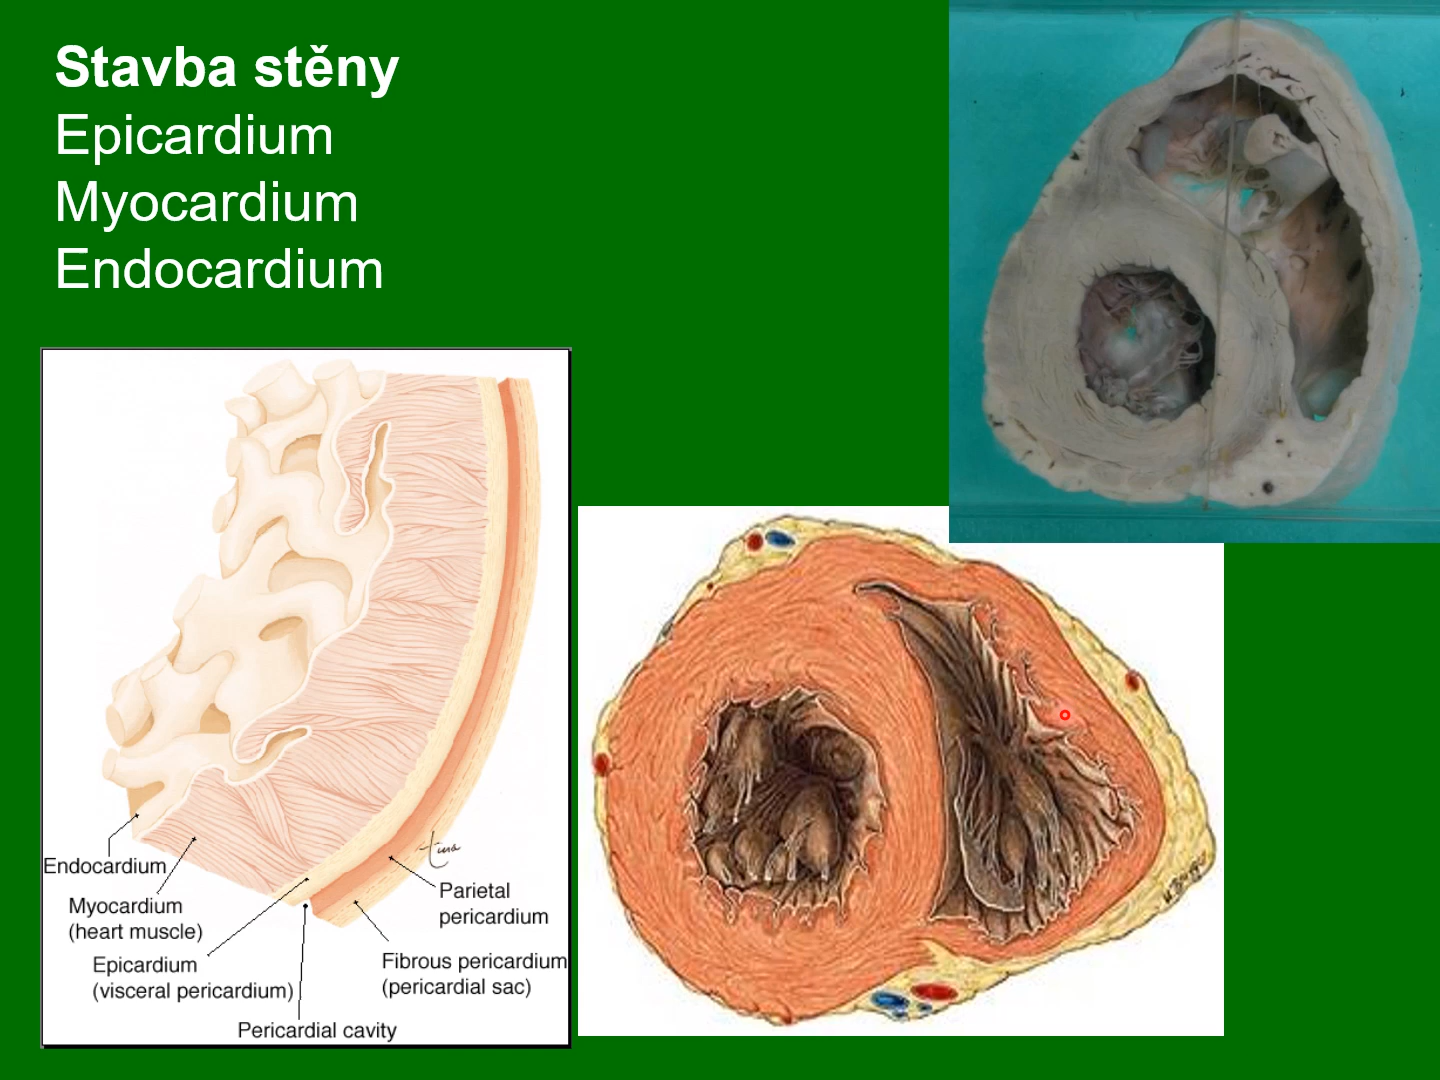 Stavba stěny
Epicardium
Myocardium
Endocardium
Endocardium
Myocardium
(heart muscle)
Epicardium
(visceral pericardium)
Pericardial cavity
Parietal
pericardium
Fibrous pericardium
(pericardial sac)